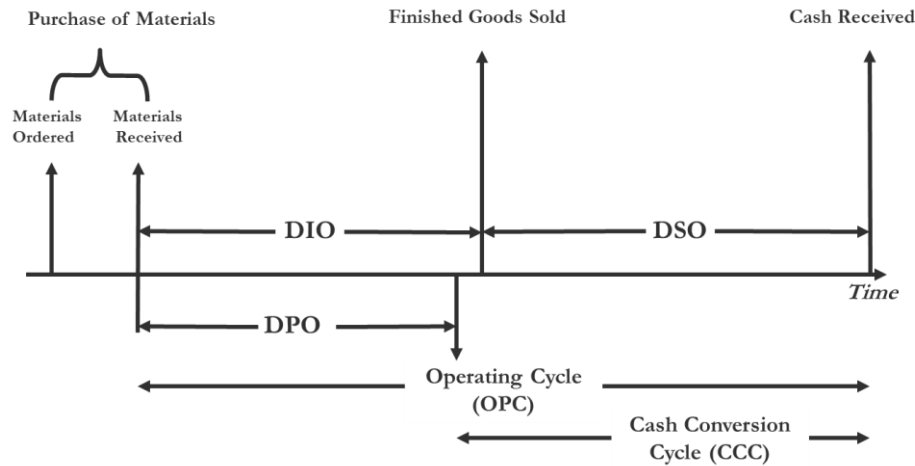 Purchase of Materials
Finished Goods Sold
Cash Received
Materials
Ordered
Materials
Received
DIO
DSO
Time
DPO
Operating Cycle
(OPC)
Cash Conversion
Cycle (CCC)